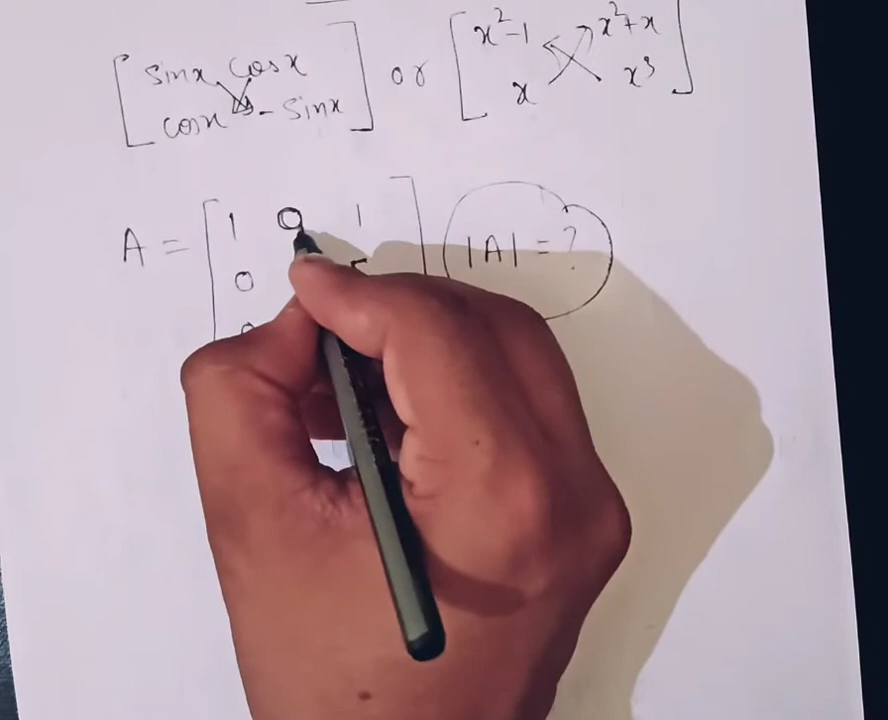 sinx cosx or x²-1 x²+x
cosx - sinx x x³
A = 1 0 1 |A| = ?
0